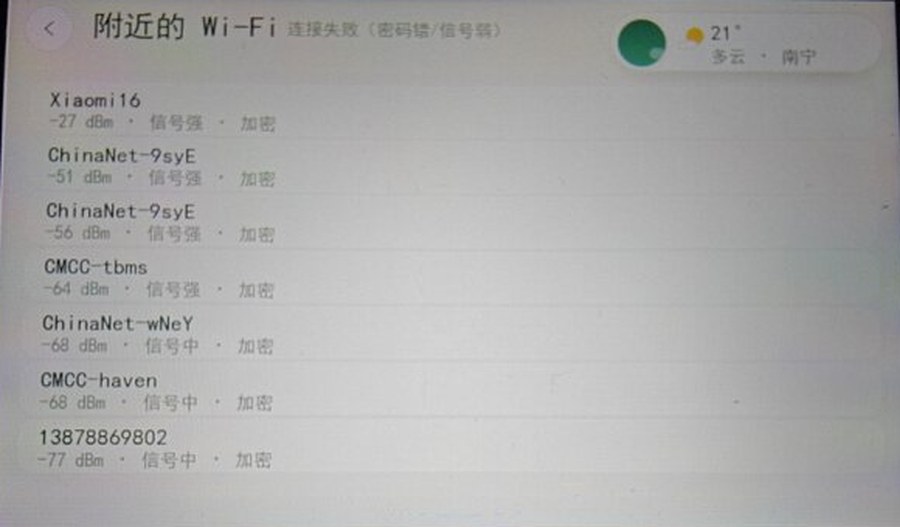 附近的 Wi-Fi 连接失败（密码错/信号弱）
21°
多云 · 南宁
Xiaomi16
-27 dBm · 信号强 · 加密
ChinaNet-9syE
-51 dBm · 信号强 · 加密
ChinaNet-9syE
-56 dBm · 信号强 · 加密
CMCC-tbms
-64 dBm · 信号强 · 加密
ChinaNet-wNeY
-68 dBm · 信号中 · 加密
CMCC-haven
-68 dBm · 信号中 · 加密
13878869802
-77 dBm · 信号中 · 加密